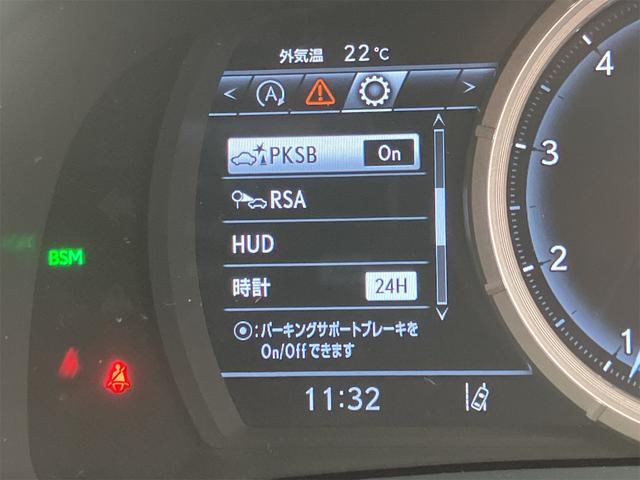 外気温 22℃
< A >
PKSB On
RSA
HUD
時計 24H
◉:パーキングサポートブレーキを
On/Offできます
11:32
BSM
4
3
2
1